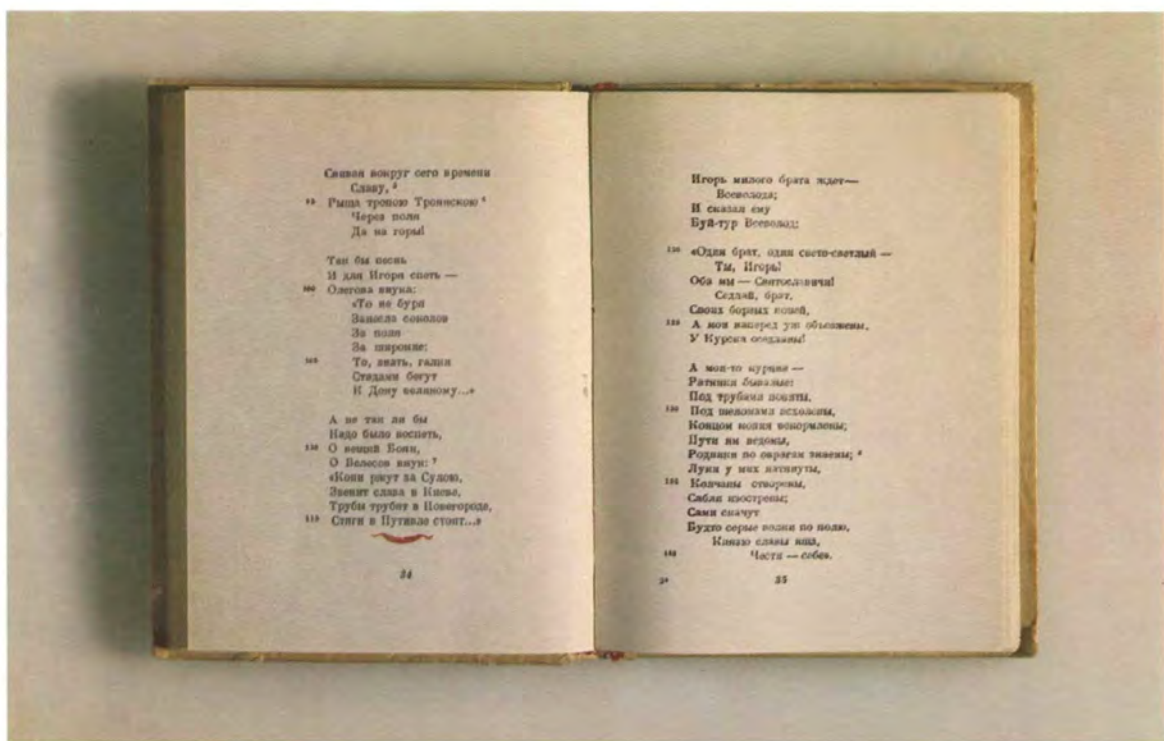 Свивая вокруг сего времени
Славу, 5
95 Рыща тропою Трояновою 6
Через поля
Да на горы!
Так бы песнь
И для Игоря спеть —
100 Олегова внука:
«То не буря
Занесла соколов
За поля
За широкие:
105 То, знать, галки
Стадами бегут
К Дону великому...»
А не так ли бы
Надо было воспеть,
110 О вещий Боян,
О Велесов внук: 7
«Кони ржут за Сулою,
Звенит слава в Киеве,
Трубы трубят в Новегороде,
115 Стяги в Путивле стоят...»
34
Игорь милого брата ждет—
Всеволода;
И сказал ему
Буй-тур Всеволод:
120 «Один брат, один свето-светлый —
Ты, Игорь!
Оба мы — Святославичи!
Седлай, брат,
Своих борзых коней,
125 А мои наперед уж объезжены,
У Курска оседланы!
А мои-то куряне —
Ратники бывалые:
Под трубами повиты,
130 Под шеломами всхолены,
Концом копия вскормлены;
Пути им ведомы,
Родники по оврагам знаемы; 8
Луки у них натянуты,
135 Колчаны отворены,
Сабли изострены;
Сами скачут
Будто серые волки по полю,
Князю славы ища,
140 Чести — себе».
35